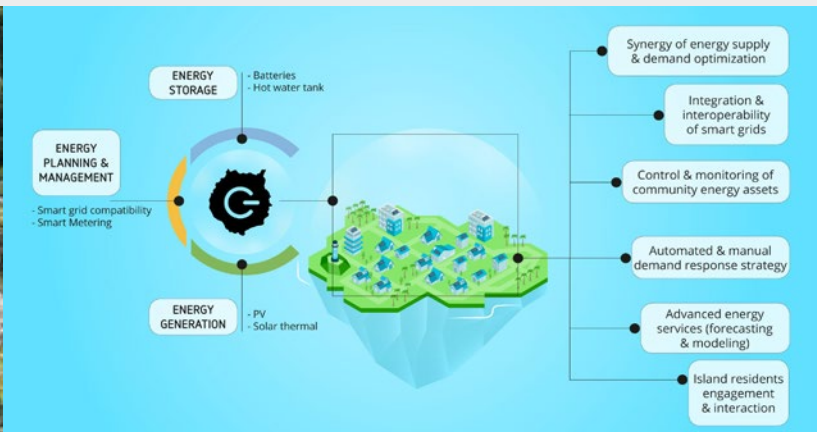 ENERGY
STORAGE
- Batteries
- Hot water tank
ENERGY
PLANNING &
MANAGEMENT
- Smart grid compatibility
- Smart Metering
ENERGY
GENERATION
- PV
- Solar thermal
Synergy of energy supply
& demand optimization
Integration &
interoperability
of smart grids
Control & monitoring of
community energy assets
Automated & manual
demand response strategy
Advanced energy
services (forecasting
& modeling)
Island residents
engagement
& interaction